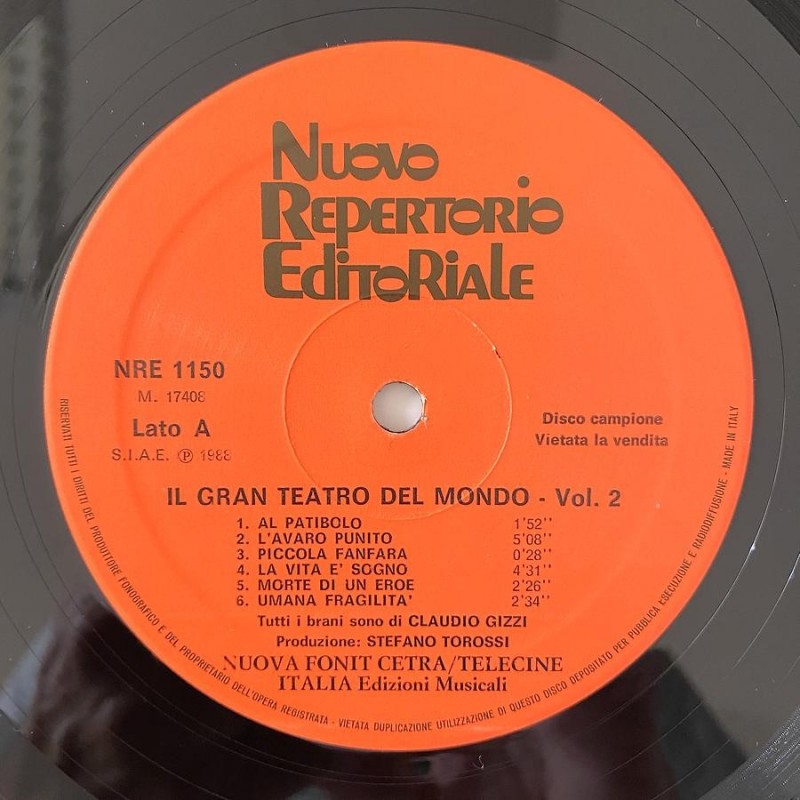 Nuovo
Repertorio
Editoriale
NRE 1150
M. 17408
Lato A
S.I.A.E. Ⓟ 1988
Disco campione
Vietata la vendita
IL GRAN TEATRO DEL MONDO - Vol. 2
1. AL PATIBOLO 1'52''
2. L'AVARO PUNITO 5'08''
3. PICCOLA FANFARA 0'28''
4. LA VITA E' SOGNO 4'31''
5. MORTE DI UN EROE 2'26''
6. UMANA FRAGILITA' 2'34''
Tutti i brani sono di CLAUDIO GIZZI
Produzione: STEFANO TOROSSI
NUOVA FONIT CETRA/TELECINE
ITALIA Edizioni Musicali
RISERVATI TUTTI I DIRITTI DEL PRODUTTORE FONOGRAFICO E DEL PROPRIETARIO DELL'OPERA REGISTRATA - VIETATA DUPLICAZIONE UTILIZZAZIONE DI QUESTO DISCO DEPOSITATO PER PUBBLICA ESECUZIONE E RADIODIFFUSIONE - MADE IN ITALY